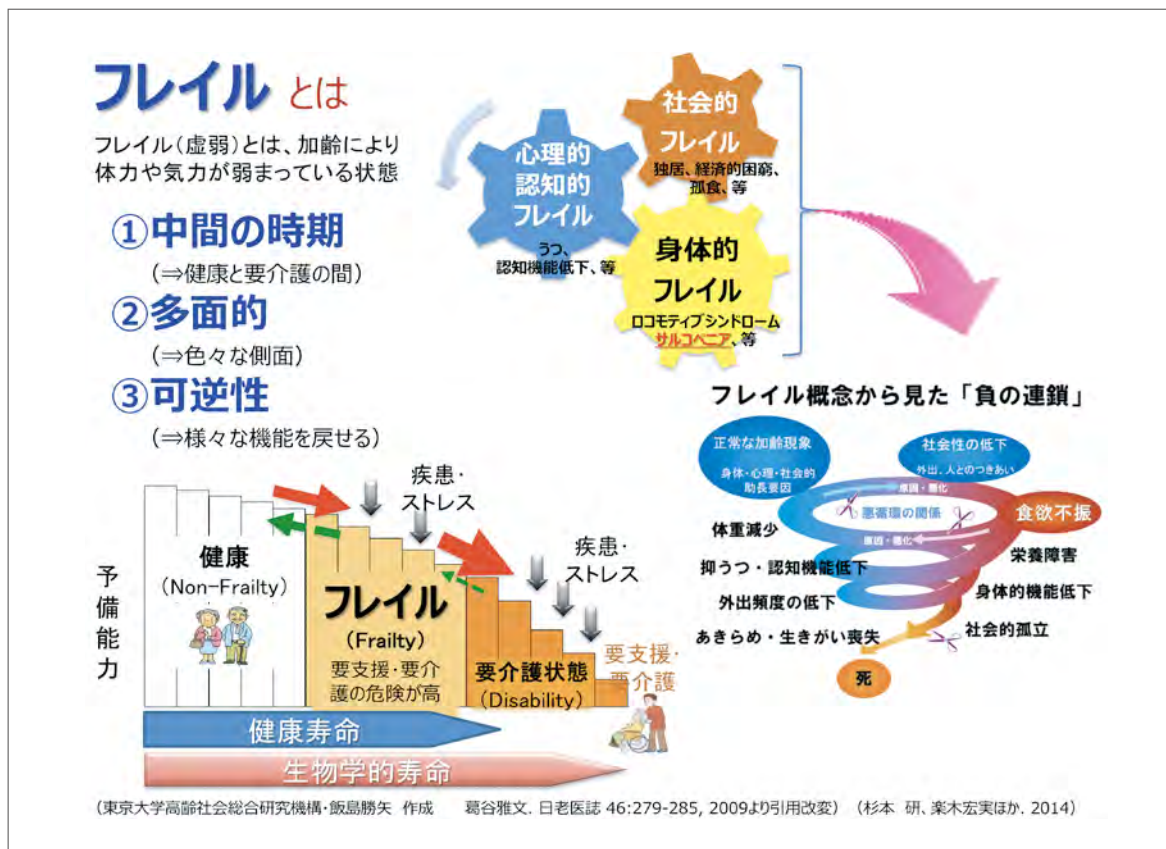 フレイル とは
フレイル（虚弱）とは、加齢により
体力や気力が弱まっている状態
①中間の時期
（⇒健康と要介護の間）
②多面的
（⇒色々な側面）
③可逆性
（⇒様々な機能を戻せる）
心理的
認知的
フレイル
うつ、
認知機能低下、等
社会的
フレイル
独居、経済的困窮、
孤食、等
身体的
フレイル
ロコモティブシンドローム
サルコペニア、等
予備能力
健康
(Non−Frailty)
疾患・
ストレス
フレイル
(Frailty)
要支援・要介
護の危険が高
疾患・
ストレス
要介護状態
(Disability)
要支援・
要介護
健康寿命
生物学的寿命
フレイル概念から見た「負の連鎖」
正常な加齢現象
身体・心理・社会的
助長要因
社会性の低下
外出、人とのつきあい
原因・悪化
悪循環の関係
原因・悪化
食欲不振
体重減少
栄養障害
抑うつ・認知機能低下
身体的機能低下
外出頻度の低下
社会的孤立
あきらめ・生きがい喪失
死
（東京大学高齢社会総合研究機構・飯島勝矢 作成　葛谷雅文. 日老医誌 46:279-285, 2009より引用改変）（杉本 研、楽木宏実ほか. 2014）